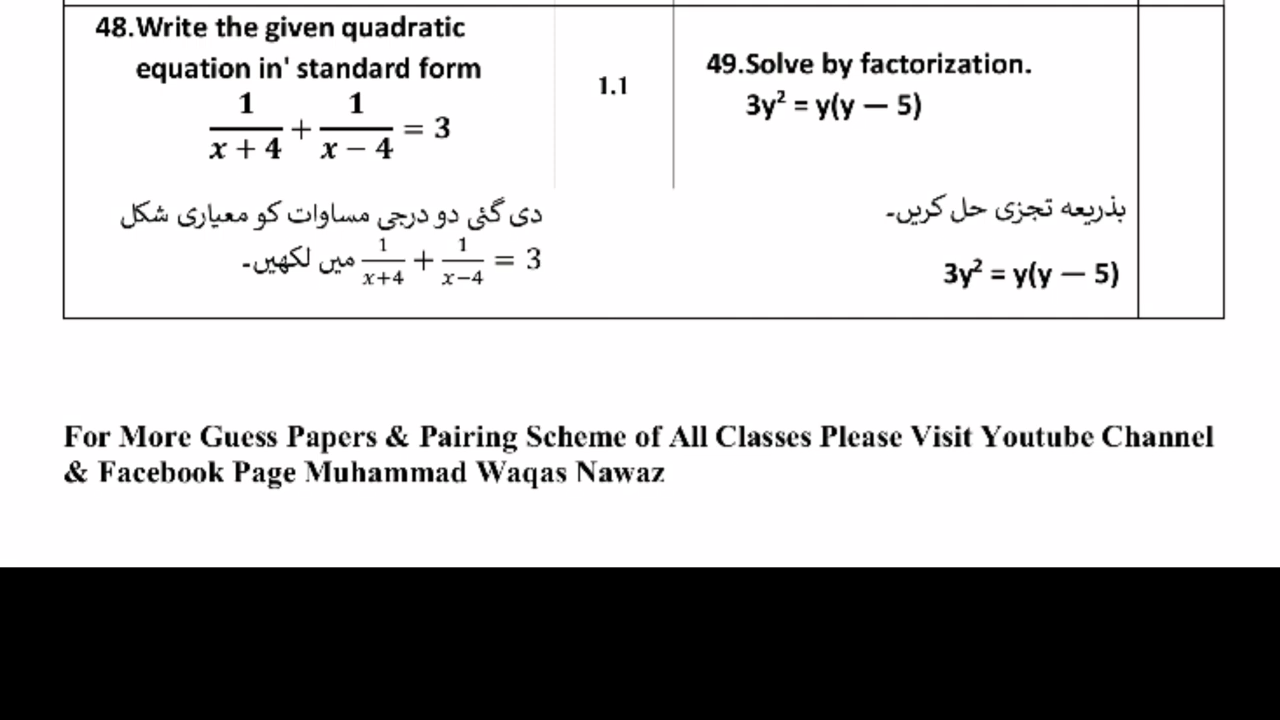 48.Write the given quadratic
equation in' standard form
1/(x + 4) + 1/(x − 4) = 3
دی گئی دو درجی مساوات کو معیاری شکل
1/(x+4) + 1/(x−4) = 3 میں لکھیں۔
1.1
49.Solve by factorization.
3y² = y(y — 5)
بذریعہ تجزی حل کریں۔
3y² = y(y — 5)
For More Guess Papers & Pairing Scheme of All Classes Please Visit Youtube Channel
& Facebook Page Muhammad Waqas Nawaz